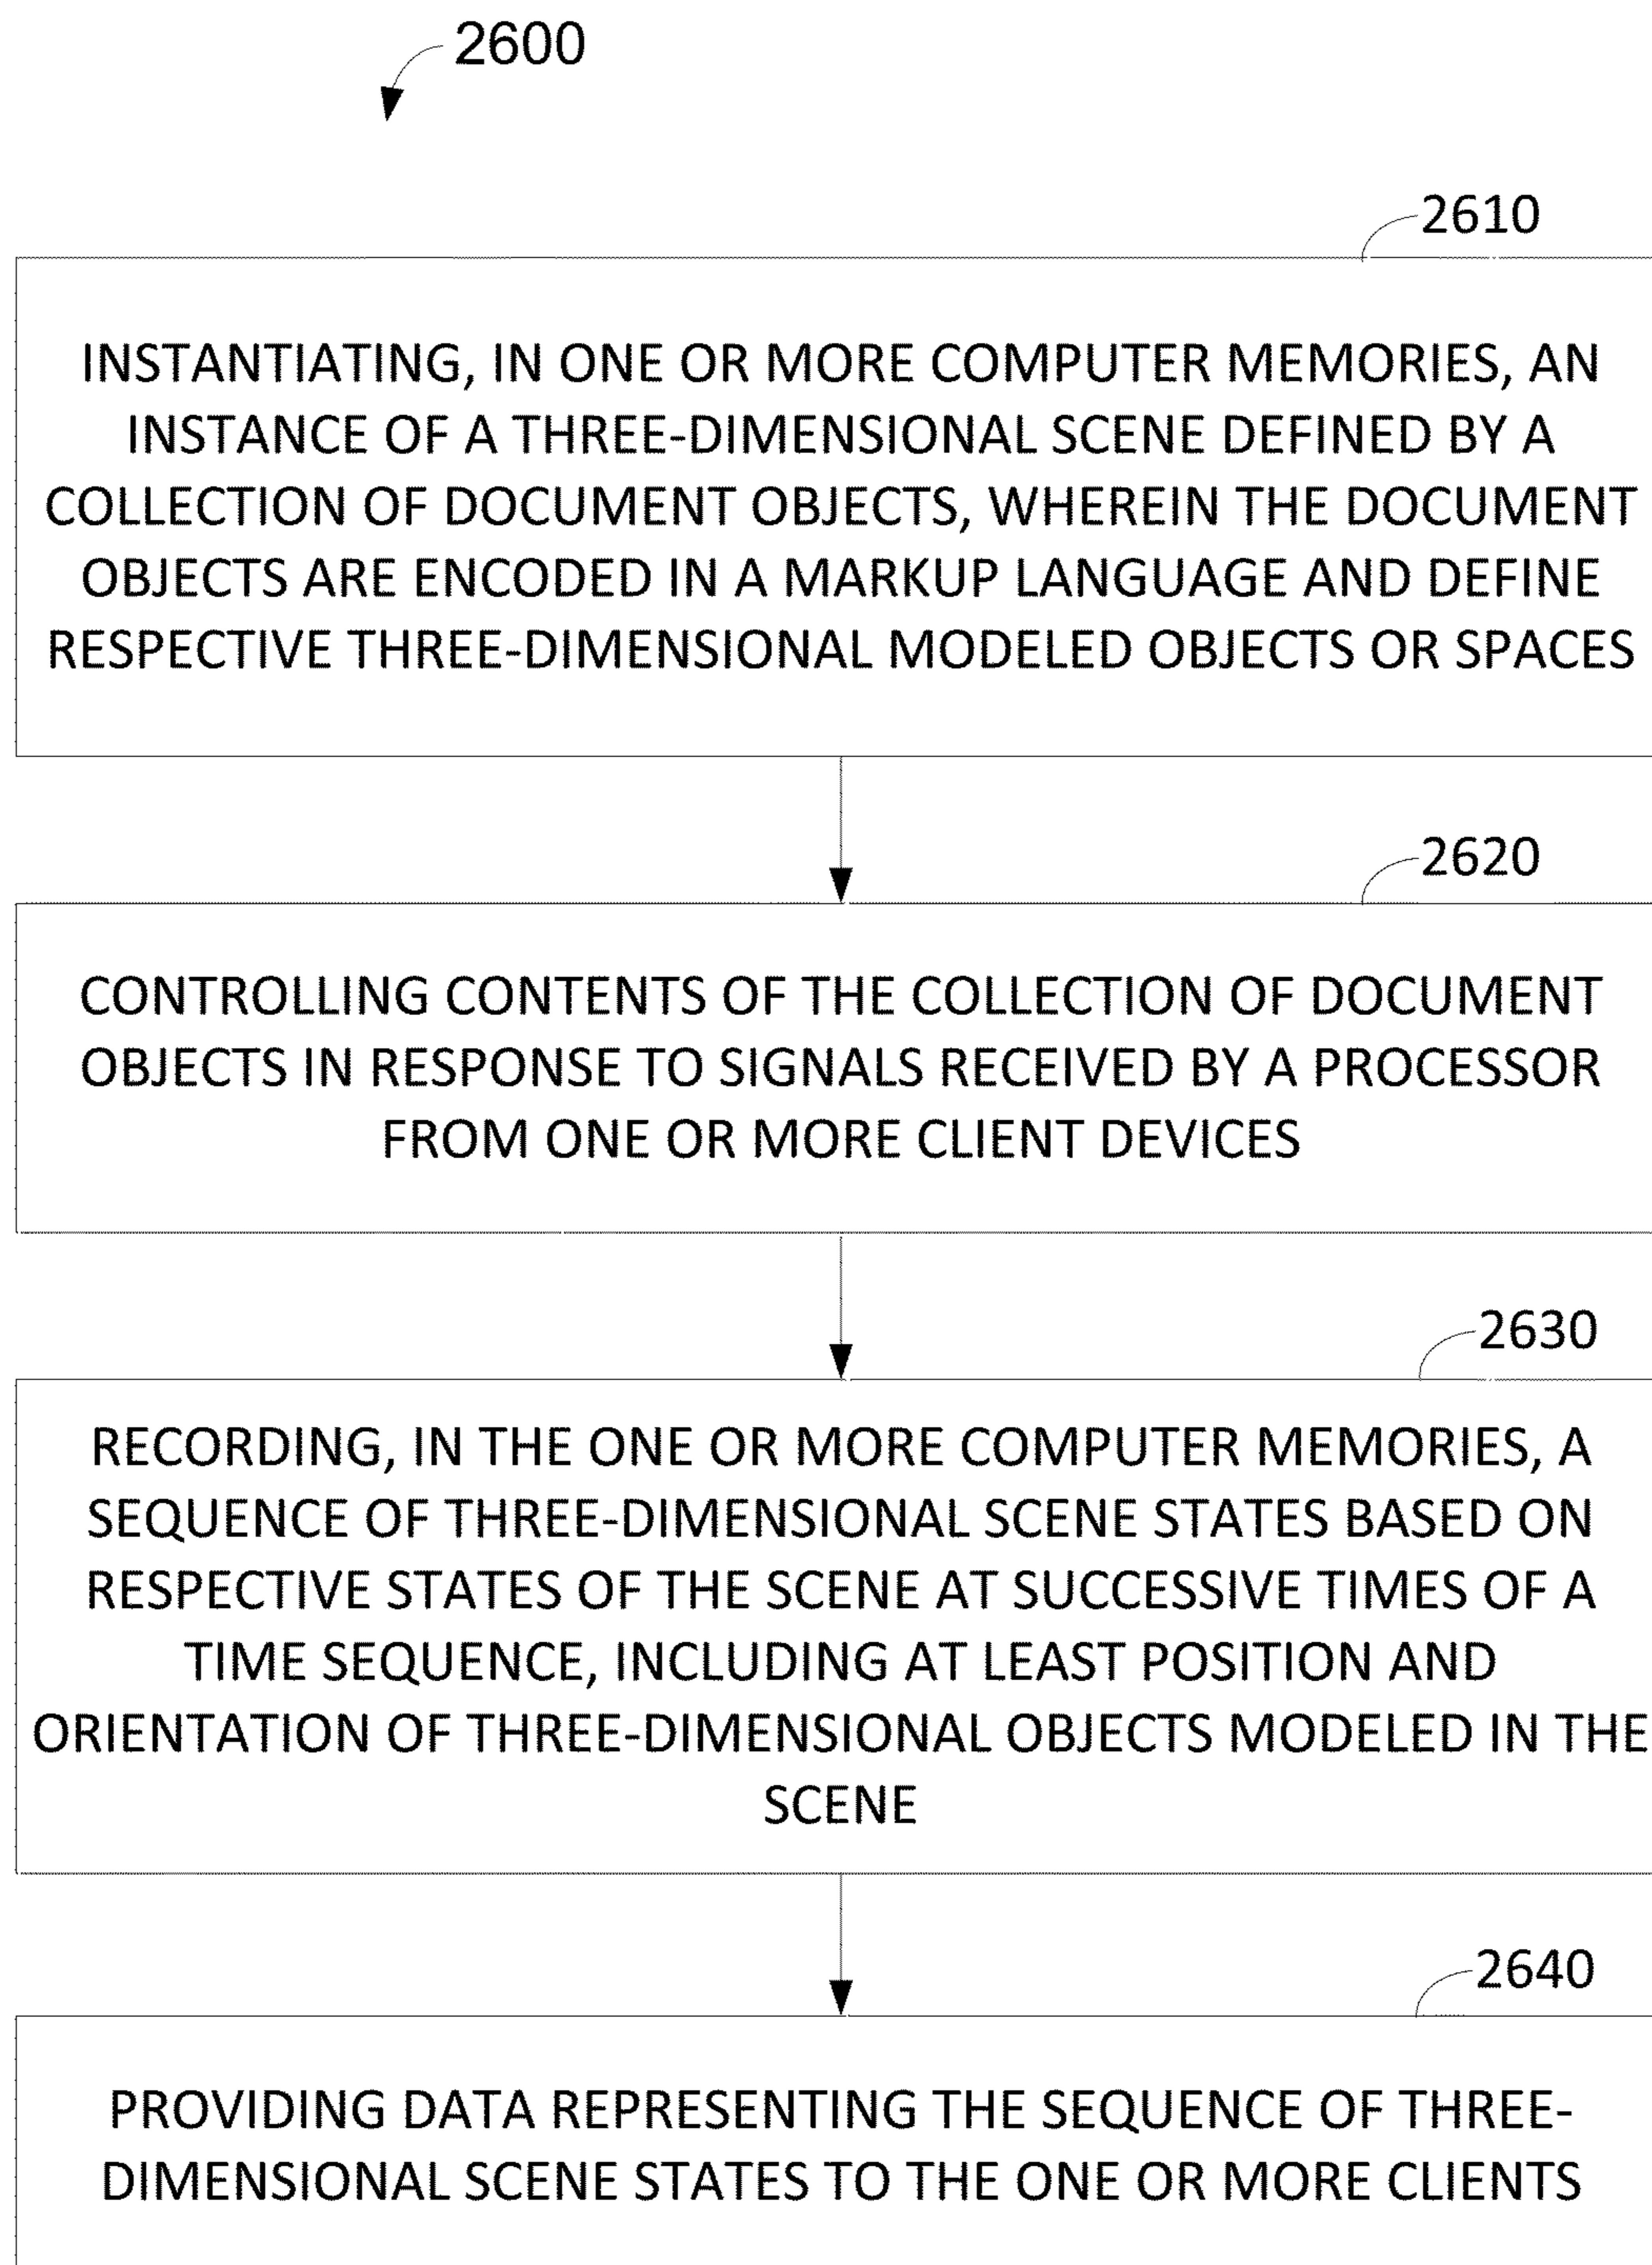 2600
2610
INSTANTIATING, IN ONE OR MORE COMPUTER MEMORIES, AN
INSTANCE OF A THREE-DIMENSIONAL SCENE DEFINED BY A
COLLECTION OF DOCUMENT OBJECTS, WHEREIN THE DOCUMENT
OBJECTS ARE ENCODED IN A MARKUP LANGUAGE AND DEFINE
RESPECTIVE THREE-DIMENSIONAL MODELED OBJECTS OR SPACES
2620
CONTROLLING CONTENTS OF THE COLLECTION OF DOCUMENT
OBJECTS IN RESPONSE TO SIGNALS RECEIVED BY A PROCESSOR
FROM ONE OR MORE CLIENT DEVICES
2630
RECORDING, IN THE ONE OR MORE COMPUTER MEMORIES, A
SEQUENCE OF THREE-DIMENSIONAL SCENE STATES BASED ON
RESPECTIVE STATES OF THE SCENE AT SUCCESSIVE TIMES OF A
TIME SEQUENCE, INCLUDING AT LEAST POSITION AND
ORIENTATION OF THREE-DIMENSIONAL OBJECTS MODELED IN THE
SCENE
2640
PROVIDING DATA REPRESENTING THE SEQUENCE OF THREE-
DIMENSIONAL SCENE STATES TO THE ONE OR MORE CLIENTS